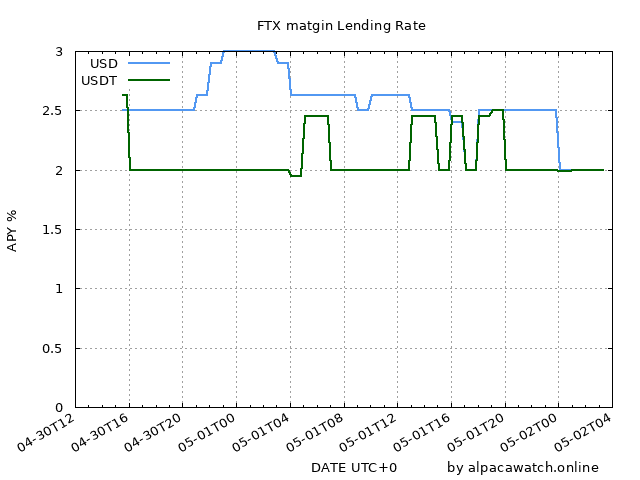 FTX matgin Lending Rate
3
USD
USDT
2.5
2
1.5
APY %
1
0.5
0
04-30T12 04-30T16 04-30T20 05-01T00 05-01T04 05-01T08 05-01T12 05-01T16 05-01T20 05-02T00 05-02T04
DATE UTC+0 by alpacawatch.online